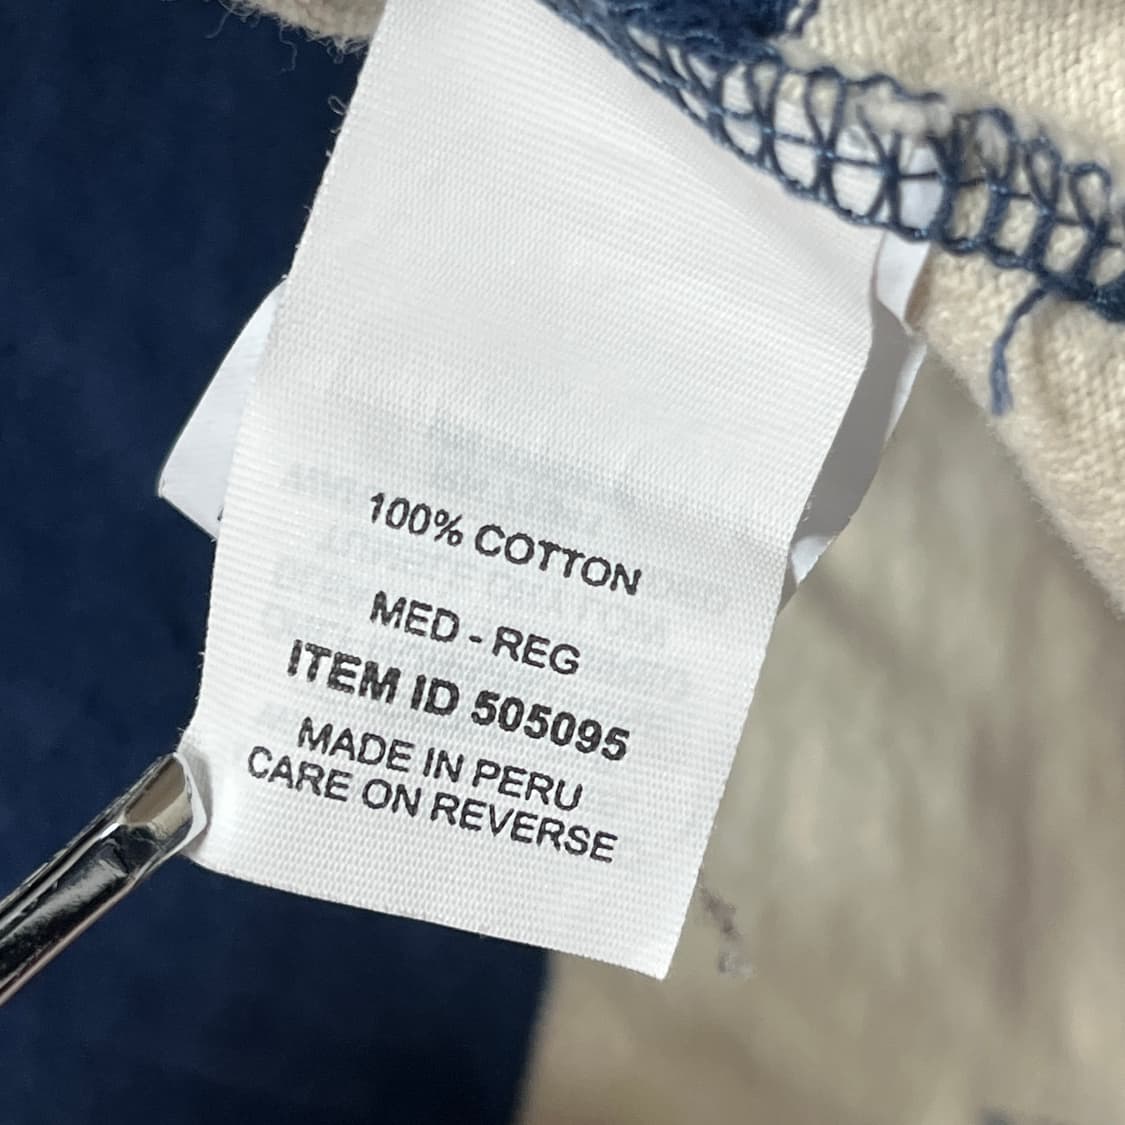 100% COTTON
MED - REG
ITEM ID 505095
MADE IN PERU
CARE ON REVERSE